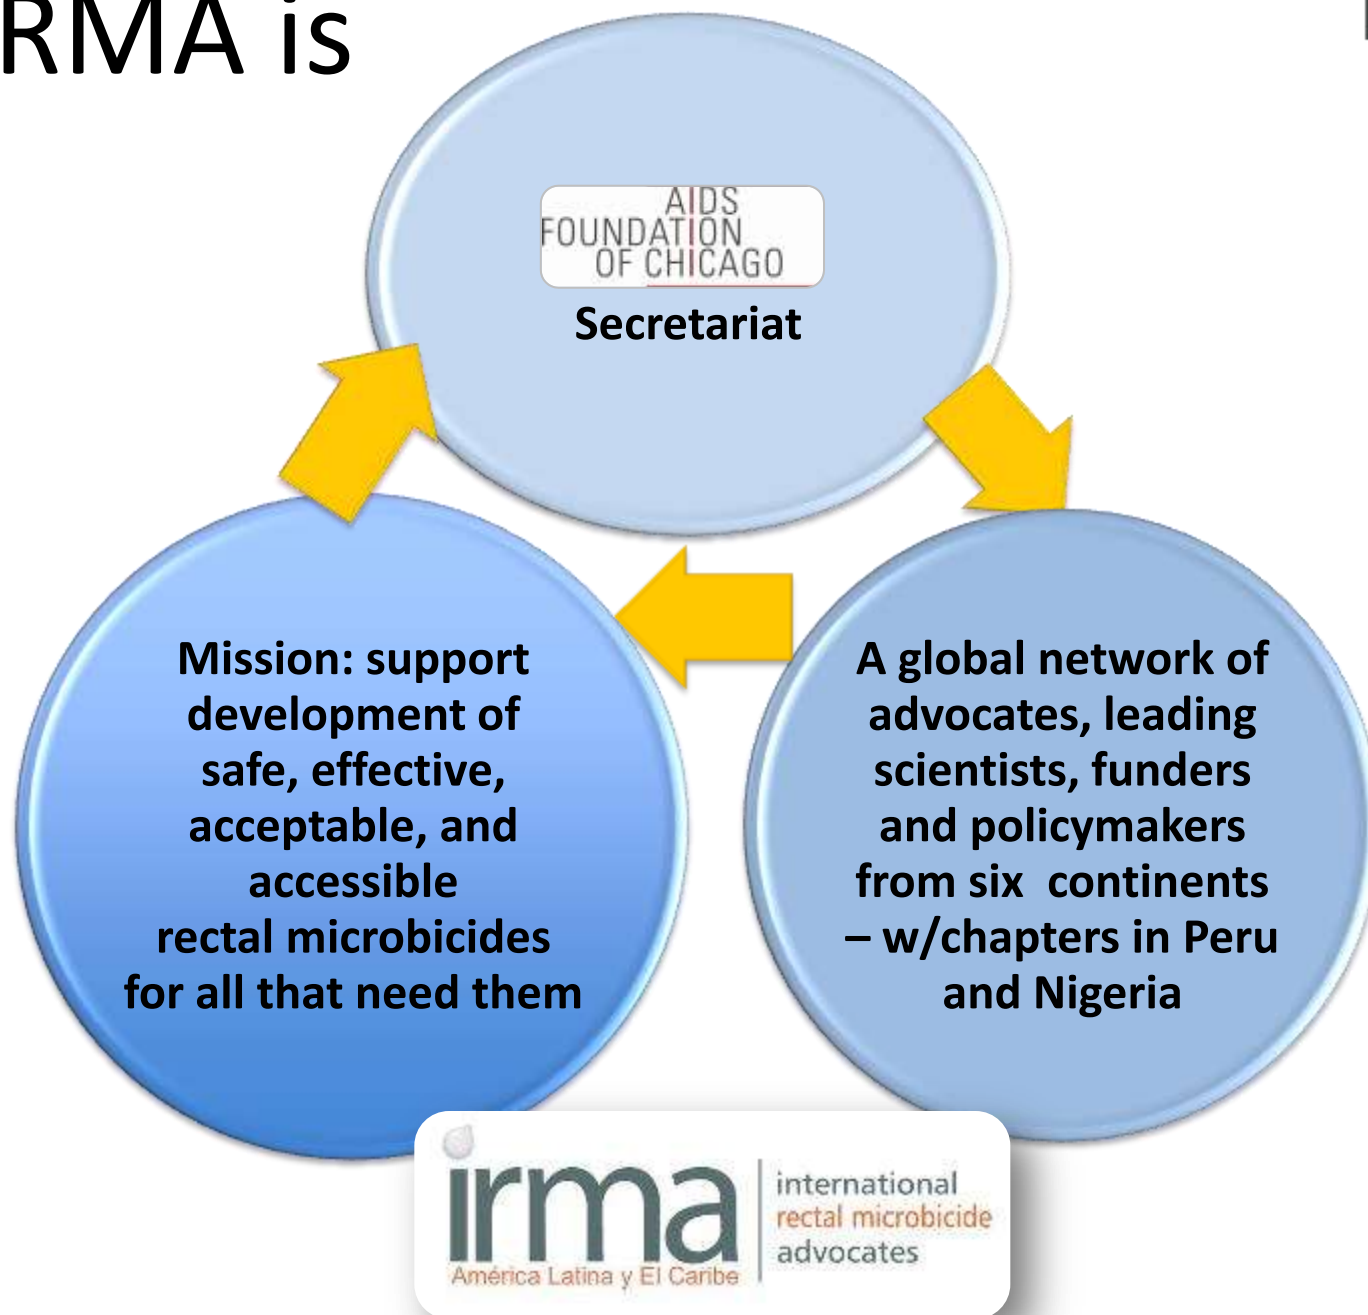 RMA is
AIDS
FOUNDATION
OF CHICAGO
Secretariat
Mission: support
development of
safe, effective,
acceptable, and
accessible
rectal microbicides
for all that need them
A global network of
advocates, leading
scientists, funders
and policymakers
from six  continents
– w/chapters in Peru
and Nigeria
irma
América Latina y El Caribe
international
rectal microbicide
advocates